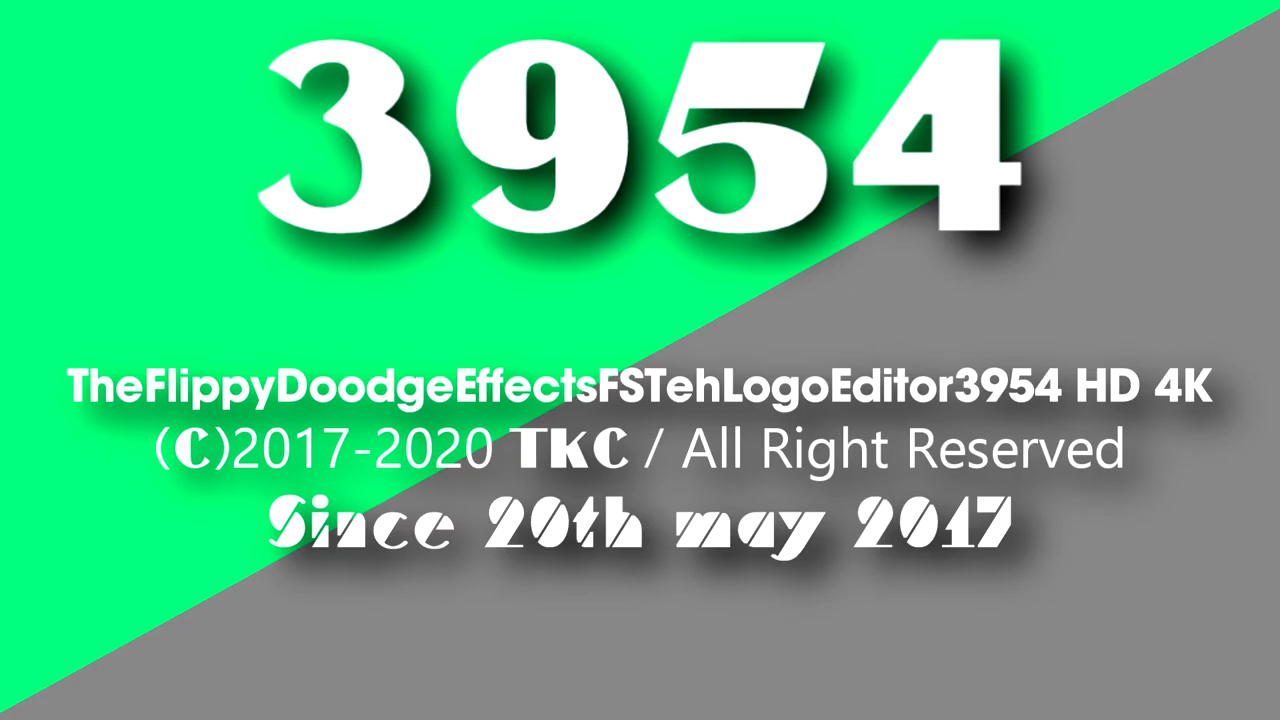 3954
TheFlippyDoodgeEffectsFSTehLogoEditor3954 HD 4K
(C)2017-2020 TKC / All Right Reserved
Since 20th may 2017